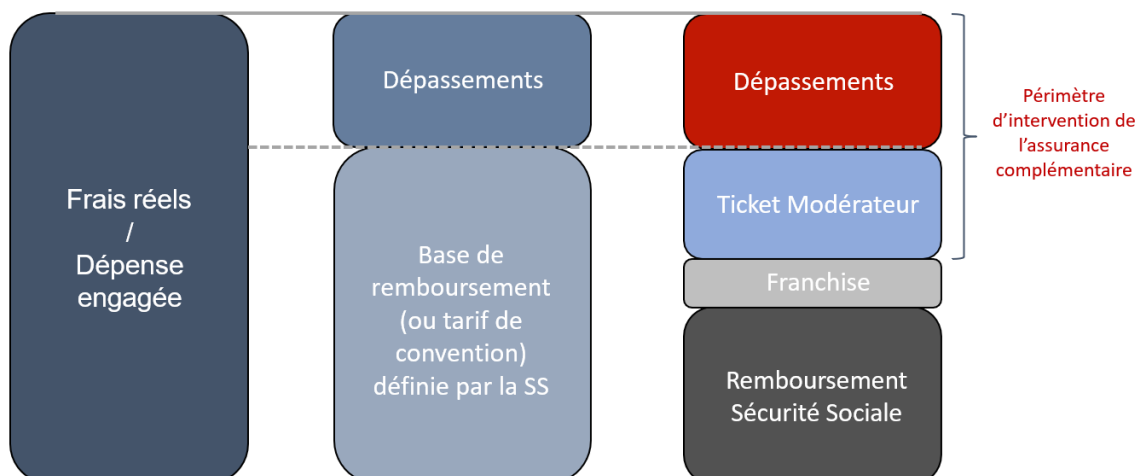 Frais réels
/
Dépense
engagée
Dépassements
Base de
remboursement
(ou tarif de
convention)
définie par la SS
Dépassements
Ticket Modérateur
Franchise
Remboursement
Sécurité Sociale
Périmètre
d’intervention de
l’assurance
complémentaire